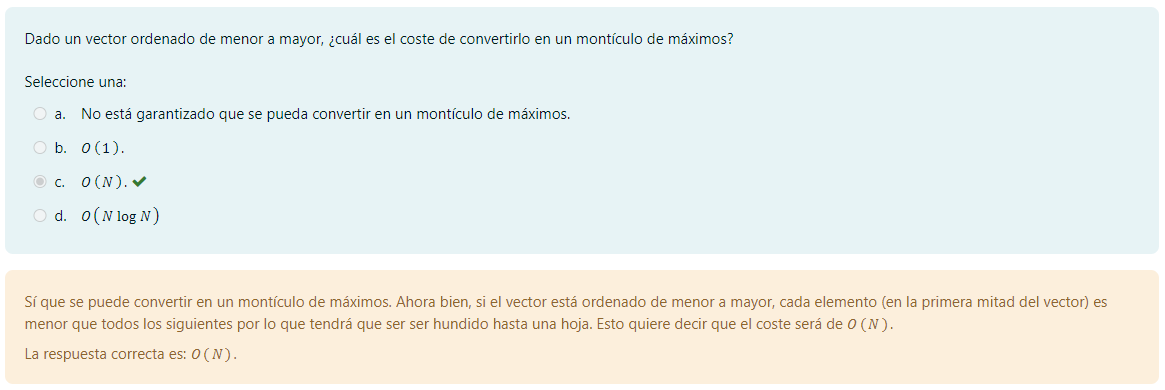 Dado un vector ordenado de menor a mayor, ¿cuál es el coste de convertirlo en un montículo de máximos?
Seleccione una:
a. No está garantizado que se pueda convertir en un montículo de máximos.
b. O(1).
c. O(N). ✔
d. O(N log N)
Sí que se puede convertir en un montículo de máximos. Ahora bien, si el vector está ordenado de menor a mayor, cada elemento (en la primera mitad del vector) es
menor que todos los siguientes por lo que tendrá que ser ser hundido hasta una hoja. Esto quiere decir que el coste será de O(N).
La respuesta correcta es: O(N).